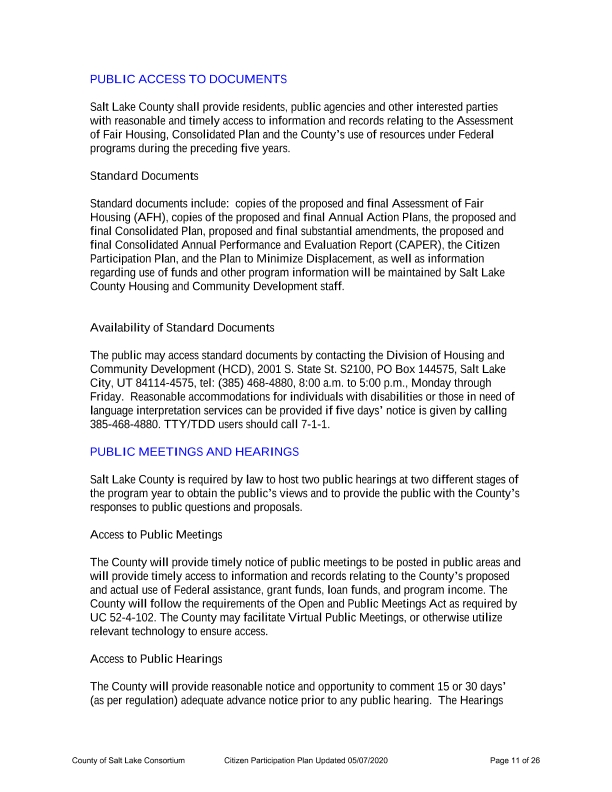 PUBLIC ACCESS TO DOCUMENTS
Salt Lake County shall provide residents, public agencies and other interested parties
with reasonable and timely access to information and records relating to the Assessment
of Fair Housing, Consolidated Plan and the County's use of resources under Federal
programs during the preceding five years.
Standard Documents
Standard documents include:  copies of the proposed and final Assessment of Fair
Housing (AFH), copies of the proposed and final Annual Action Plans, the proposed and
final Consolidated Plan, proposed and final substantial amendments, the proposed and
final Consolidated Annual Performance and Evaluation Report (CAPER), the Citizen
Participation Plan, and the Plan to Minimize Displacement, as well as information
regarding use of funds and other program information will be maintained by Salt Lake
County Housing and Community Development staff.
Availability of Standard Documents
The public may access standard documents by contacting the Division of Housing and
Community Development (HCD), 2001 S. State St. S2100, PO Box 144575, Salt Lake
City, UT 84114-4575, tel: (385) 468-4880, 8:00 a.m. to 5:00 p.m., Monday through
Friday.  Reasonable accommodations for individuals with disabilities or those in need of
language interpretation services can be provided if five days' notice is given by calling
385-468-4880. TTY/TDD users should call 7-1-1.
PUBLIC MEETINGS AND HEARINGS
Salt Lake County is required by law to host two public hearings at two different stages of
the program year to obtain the public's views and to provide the public with the County's
responses to public questions and proposals.
Access to Public Meetings
The County will provide timely notice of public meetings to be posted in public areas and
will provide timely access to information and records relating to the County's proposed
and actual use of Federal assistance, grant funds, loan funds, and program income. The
County will follow the requirements of the Open and Public Meetings Act as required by
UC 52-4-102. The County may facilitate Virtual Public Meetings, or otherwise utilize
relevant technology to ensure access.
Access to Public Hearings
The County will provide reasonable notice and opportunity to comment 15 or 30 days'
(as per regulation) adequate advance notice prior to any public hearing.  The Hearings
County of Salt Lake Consortium Citizen Participation Plan Updated 05/07/2020 Page 11 of 26